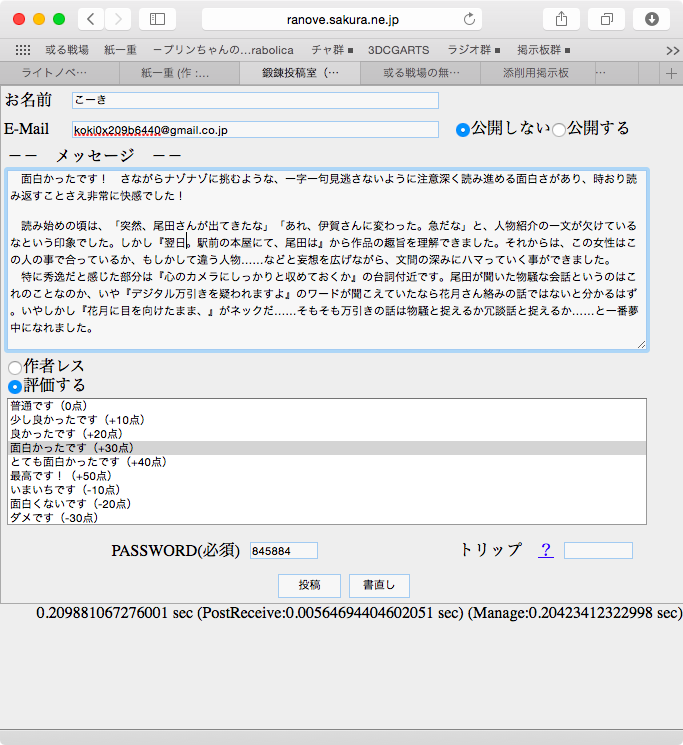 ranove.sakura.ne.jp
或る戦場 紙一重 ープリンちゃんの…rabolica チャ群 3DCGARTS ラジオ群 掲示板群 >>
ライトノベ… 紙一重 (作 :… 鍛錬投稿室（… 或る戦場の無… 添削用掲示板 … +
お名前 こーき
E-Mail koki0x209b6440@gmail.co.jp 公開しない 公開する
－－ メッセージ －－
面白かったです！ さながらナゾナゾに挑むような、一字一句見逃さないように注意深く読み進める面白さがあり、時おり読
み返すことさえ非常に快感でした！
読み始めの頃は、「突然、尾田さんが出てきたな」「あれ、伊賀さんに変わった。急だな」と、人物紹介の一文が欠けている
なという印象でした。しかし『翌日。駅前の本屋にて、尾田は』から作品の趣旨を理解できました。それからは、この女性はこ
の人の事で合っているか、もしかして違う人物……などと妄想を広げながら、文間の深みにハマっていく事ができました。
特に秀逸だと感じた部分は『心のカメラにしっかりと収めておくか』の台詞付近です。尾田が聞いた物騒な会話というのはこ
れのことなのか、いや『デジタル万引きを疑われますよ』のワードが聞こえていたなら花月さん絡みの話ではないと分かるはず
。いやしかし『花月に目を向けたまま、』がネックだ……そもそも万引きの話は物騒と捉えるか冗談話と捉えるか……と一番夢
中になれました。
作者レス
評価する
普通です（0点）
少し良かったです（+10点）
良かったです（+20点）
面白かったです（+30点）
とても面白かったです（+40点）
最高です！（+50点）
いまいちです（-10点）
面白くないです（-20点）
ダメです（-30点）
PASSWORD(必須) 845884 トリップ ？
投稿 書直し
0.209881067276001 sec (PostReceive:0.00564694404602051 sec) (Manage:0.20423412322998 sec)